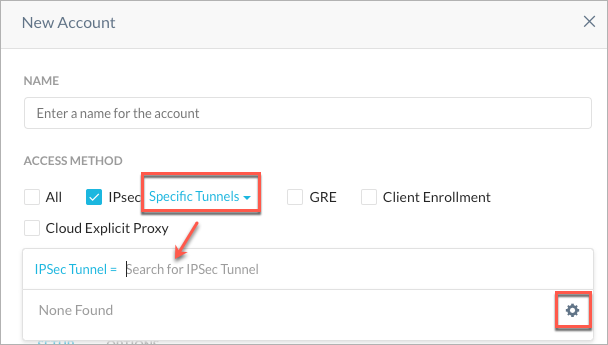 New Account
NAME
Enter a name for the account
ACCESS METHOD
All IPsec Specific Tunnels GRE Client Enrollment
Cloud Explicit Proxy
IPSec Tunnel = Search for IPSec Tunnel
None Found